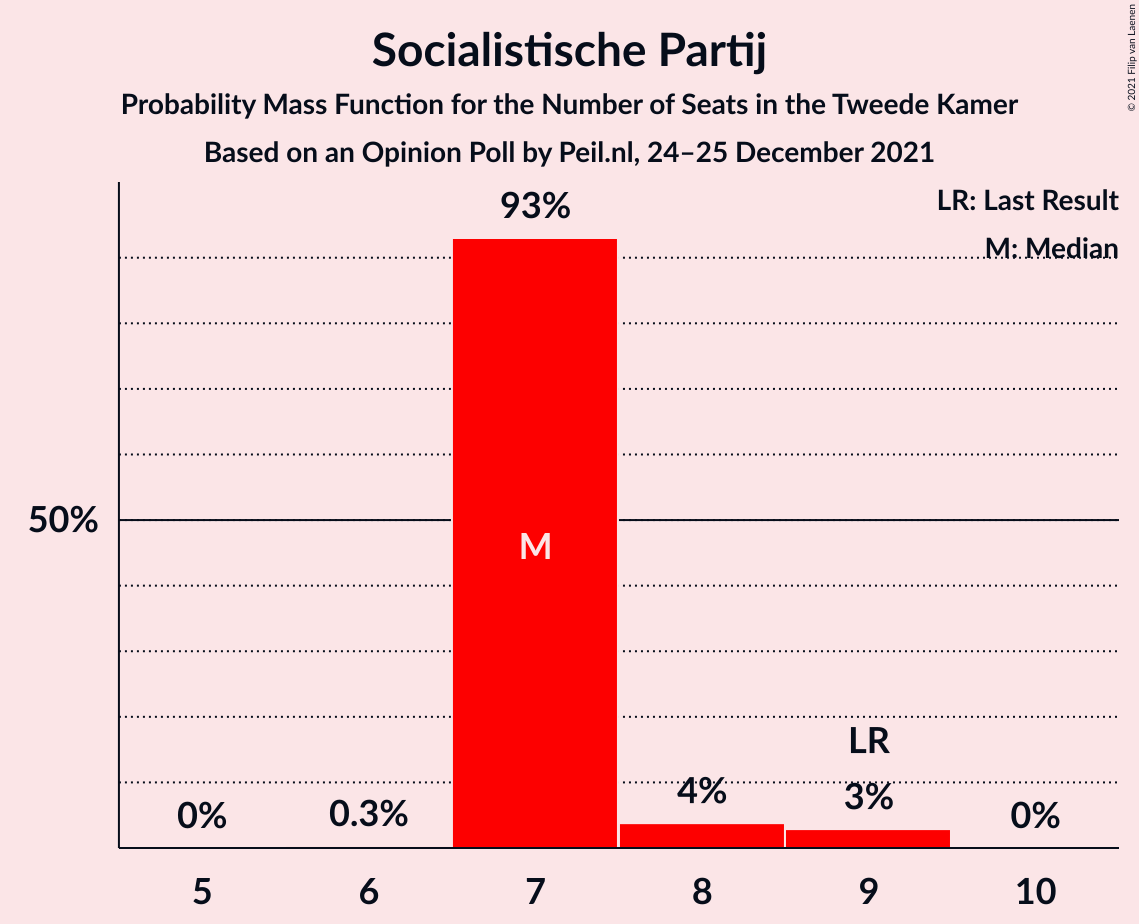 Socialistische Partij
Probability Mass Function for the Number of Seats in the Tweede Kamer
Based on an Opinion Poll by Peil.nl, 24–25 December 2021
© 2021 Filip van Laenen
LR: Last Result
M: Median
93%
50%
M
LR
0%
0.3%
4%
3%
0%
5
6
7
8
9
10